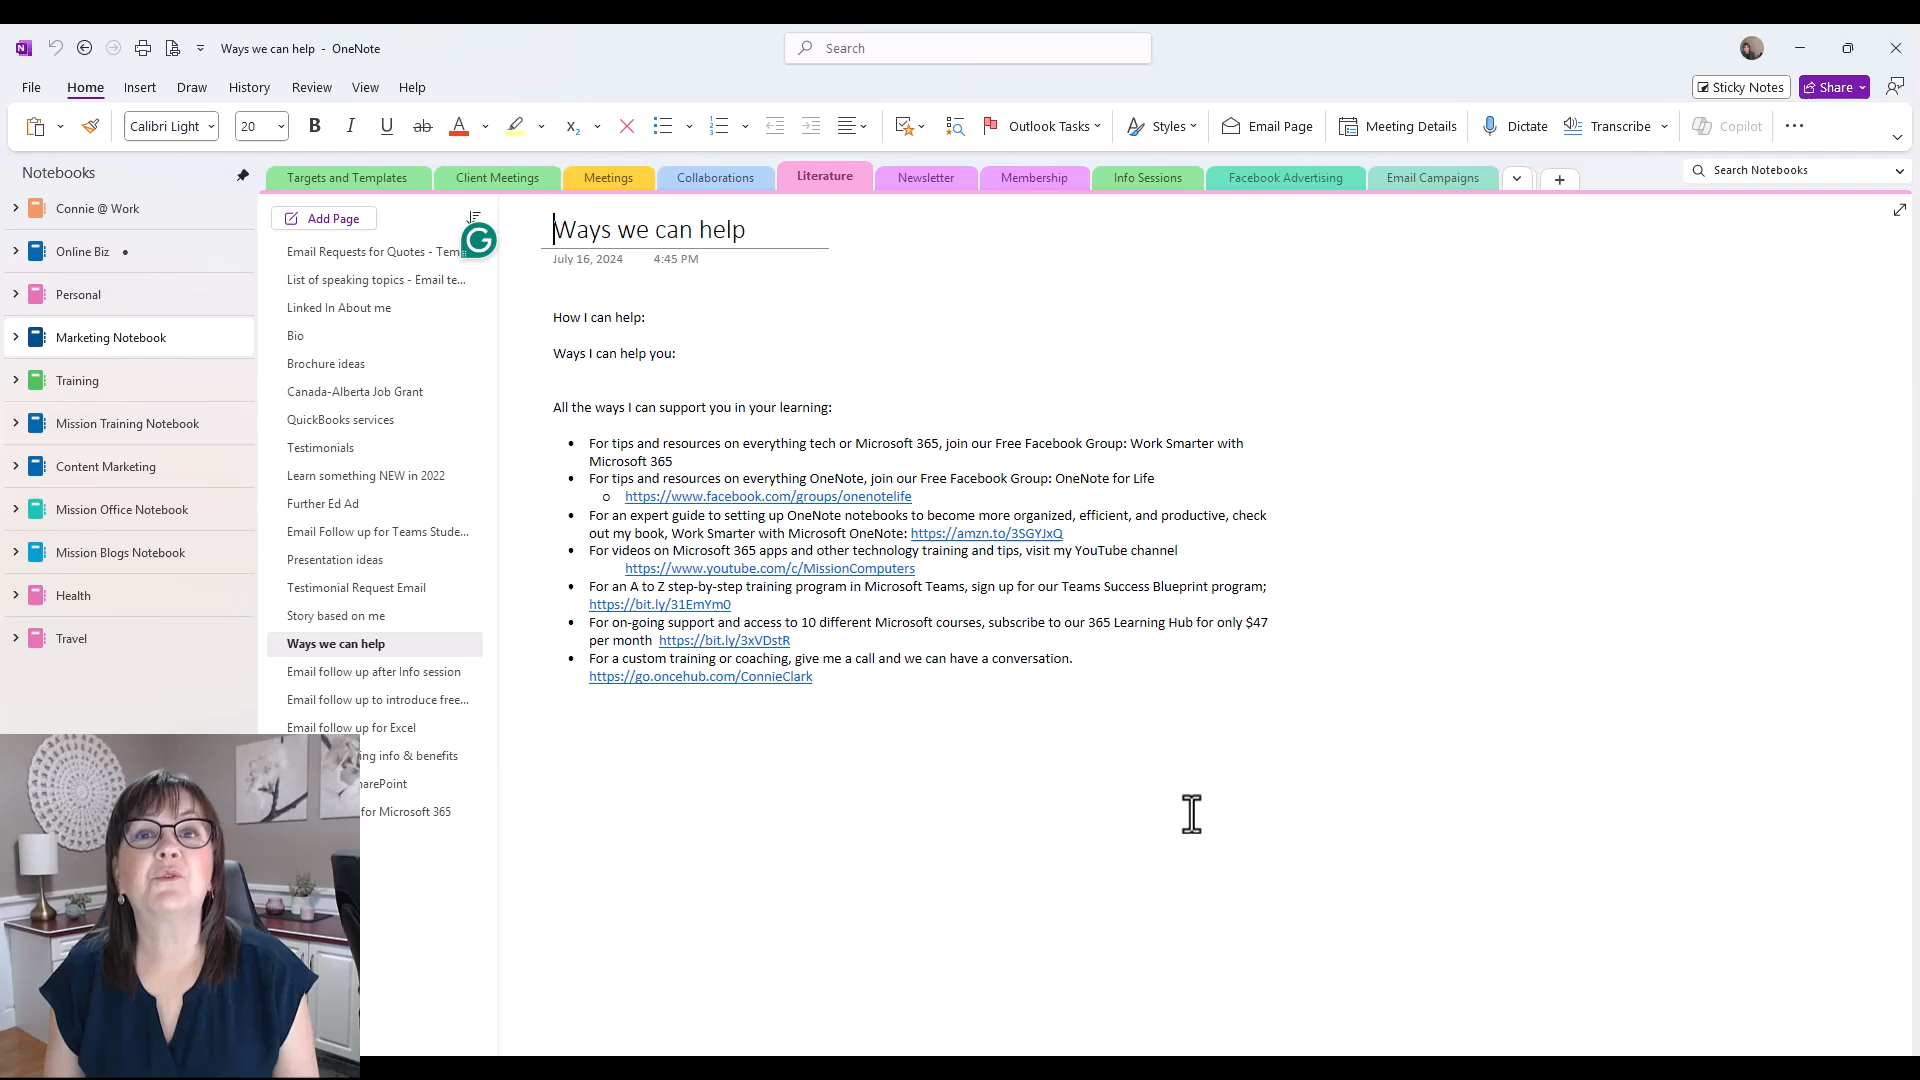 Ways we can help - OneNote
Search
File Home Insert Draw History Review View Help
Sticky Notes Share
Calibri Light 20 B I U ab A X2 Outlook Tasks Styles Email Page Meeting Details Dictate Transcribe Copilot
Notebooks
Connie @ Work
Online Biz
Personal
Marketing Notebook
Training
Mission Training Notebook
Content Marketing
Mission Office Notebook
Mission Blogs Notebook
Health
Travel
Targets and Templates Client Meetings Meetings Collaborations Literature Newsletter Membership Info Sessions Facebook Advertising Email Campaigns
Search Notebooks
Add Page
Email Requests for Quotes - Tem
List of speaking topics - Email te...
Linked In About me
Bio
Brochure ideas
Canada-Alberta Job Grant
QuickBooks services
Testimonials
Learn something NEW in 2022
Further Ed Ad
Email Follow up for Teams Stude...
Presentation ideas
Testimonial Request Email
Story based on me
Ways we can help
Email follow up after Info session
Email follow up to introduce free...
Email follow up for Excel
info & benefits
for Microsoft 365
Ways we can help
July 16, 2024 4:45 PM
How I can help:
Ways I can help you:
All the ways I can support you in your learning:
• For tips and resources on everything tech or Microsoft 365, join our Free Facebook Group: Work Smarter with
Microsoft 365
• For tips and resources on everything OneNote, join our Free Facebook Group: OneNote for Life
o https://www.facebook.com/groups/onenotelife
• For an expert guide to setting up OneNote notebooks to become more organized, efficient, and productive, check
out my book, Work Smarter with Microsoft OneNote: https://amzn.to/3SGYJxQ
• For videos on Microsoft 365 apps and other technology training and tips, visit my YouTube channel
https://www.youtube.com/c/MissionComputers
• For an A to Z step-by-step training program in Microsoft Teams, sign up for our Teams Success Blueprint program;
https://bit.ly/31EmYm0
• For on-going support and access to 10 different Microsoft courses, subscribe to our 365 Learning Hub for only $47
per month https://bit.ly/3xVDstR
• For a custom training or coaching, give me a call and we can have a conversation.
https://go.oncehub.com/ConnieClark